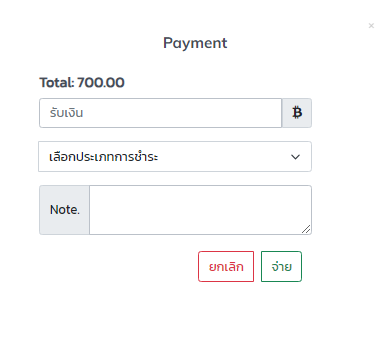 Payment
Total: 700.00
รับเงิน
เลือกประเภทการชำระ
Note.
ยกเลิก จ่าย